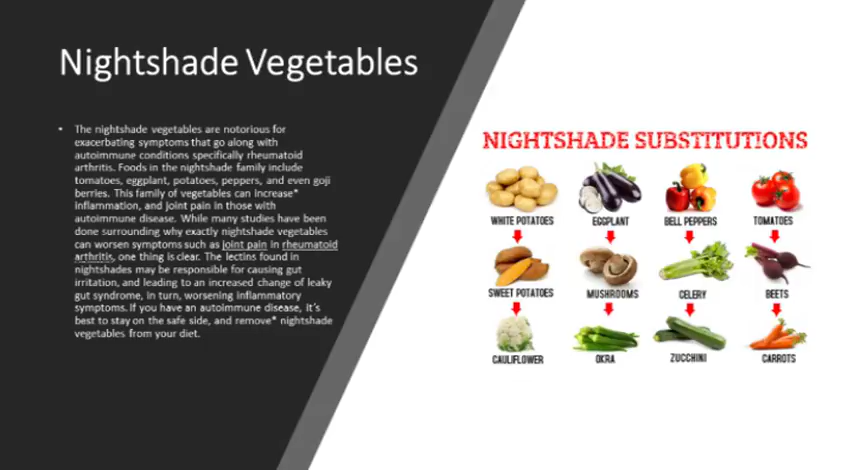 Nightshade Vegetables
• The nightshade vegetables are notorious for
exacerbating symptoms that go along with
autoimmune conditions specifically rheumatoid
arthritis. Foods in the nightshade family include
tomatoes, eggplant, potatoes, peppers, and even goji
berries. This family of vegetables can increase*
inflammation, and joint pain in those with
autoimmune disease. While many studies have been
done surrounding why exactly nightshade vegetables
can worsen symptoms such as joint pain in rheumatoid
arthritis, one thing is clear. The lectins found in
nightshades may be responsible for causing gut
irritation, and leading to an increased change of leaky
gut syndrome, in turn, worsening inflammatory
symptoms. If you have an autoimmune disease, it's
best to stay on the safe side, and remove* nightshade
vegetables from your diet.
NIGHTSHADE SUBSTITUTIONS
WHITE POTATOES EGGPLANT BELL PEPPERS TOMATOES
SWEET POTATOES MUSHROOMS CELERY BEETS
CAULIFLOWER OKRA ZUCCHINI CARROTS